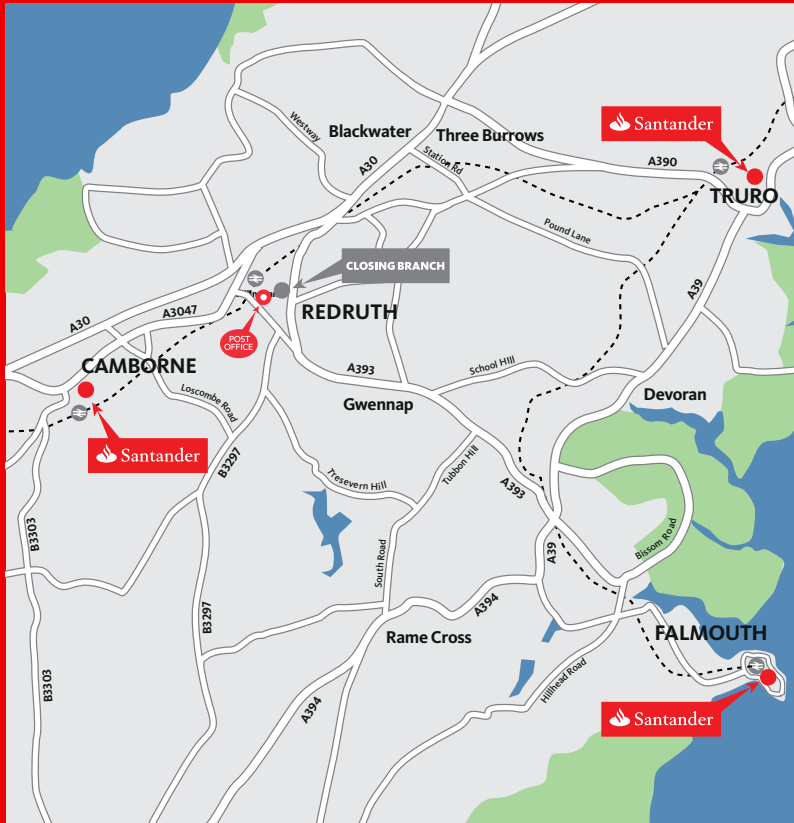 Westway
Blackwater
Three Burrows
Santander
A30
Station Rd
A390
TRURO
Pound Lane
CLOSING BRANCH
A39
REDRUTH
A30
A3047
POST
OFFICE
CAMBORNE
A393
School Hill
Loscombe Road
Gwennap
Devoran
Santander
B3297
Tresevern Hill
Tubbon Hill
A393
B3303
South Road
A39
Bissom Road
B3297
A394
Rame Cross
FALMOUTH
B3303
Hillhead Road
A394
Santander